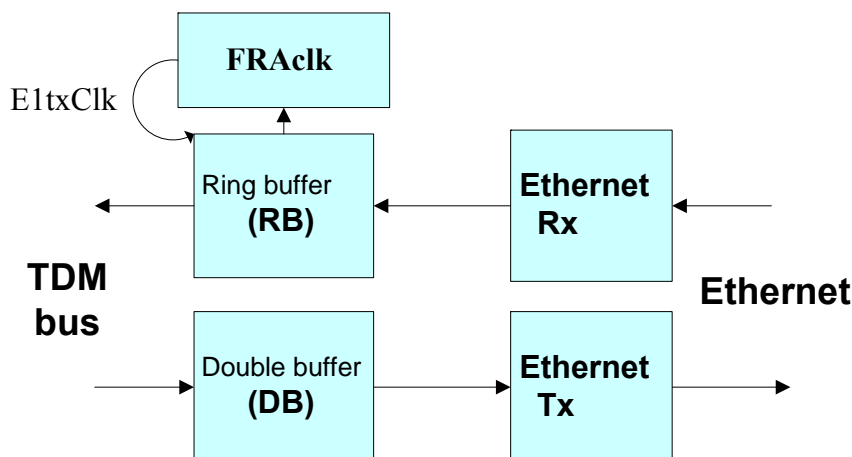 FRAclk
E1txClk
Ring buffer
(RB)
Ethernet
Rx
TDM
bus
Ethernet
Double buffer
(DB)
Ethernet
Tx